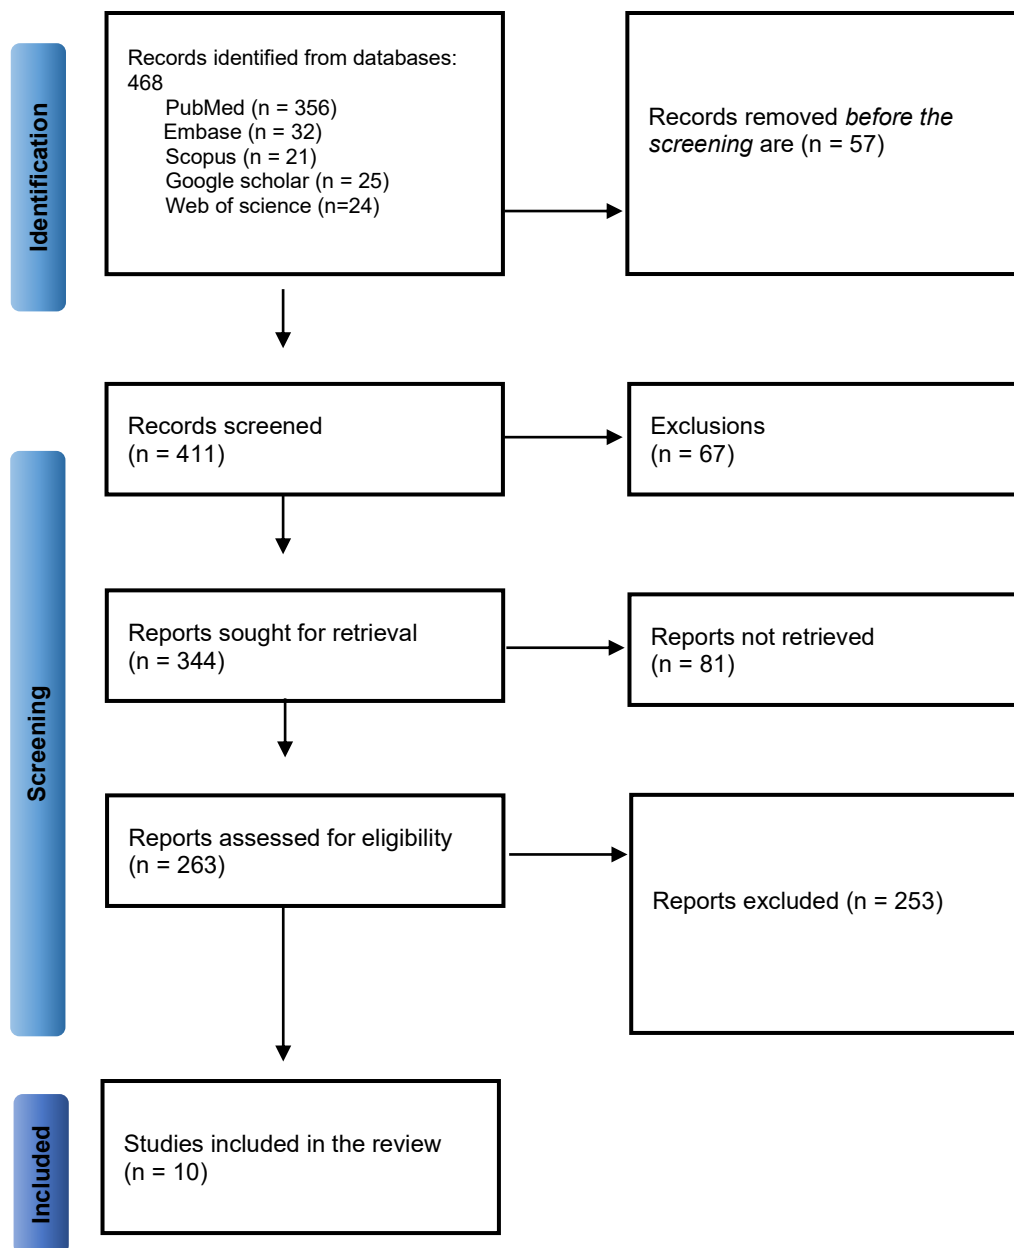 Identification
Records identified from databases:
468
PubMed (n = 356)
Embase (n = 32)
Scopus (n = 21)
Google scholar (n = 25)
Web of science (n=24)
Records removed before the
screening are (n = 57)
Screening
Records screened
(n = 411)
Exclusions
(n = 67)
Reports sought for retrieval
(n = 344)
Reports not retrieved
(n = 81)
Reports assessed for eligibility
(n = 263)
Reports excluded (n = 253)
Included
Studies included in the review
(n = 10)